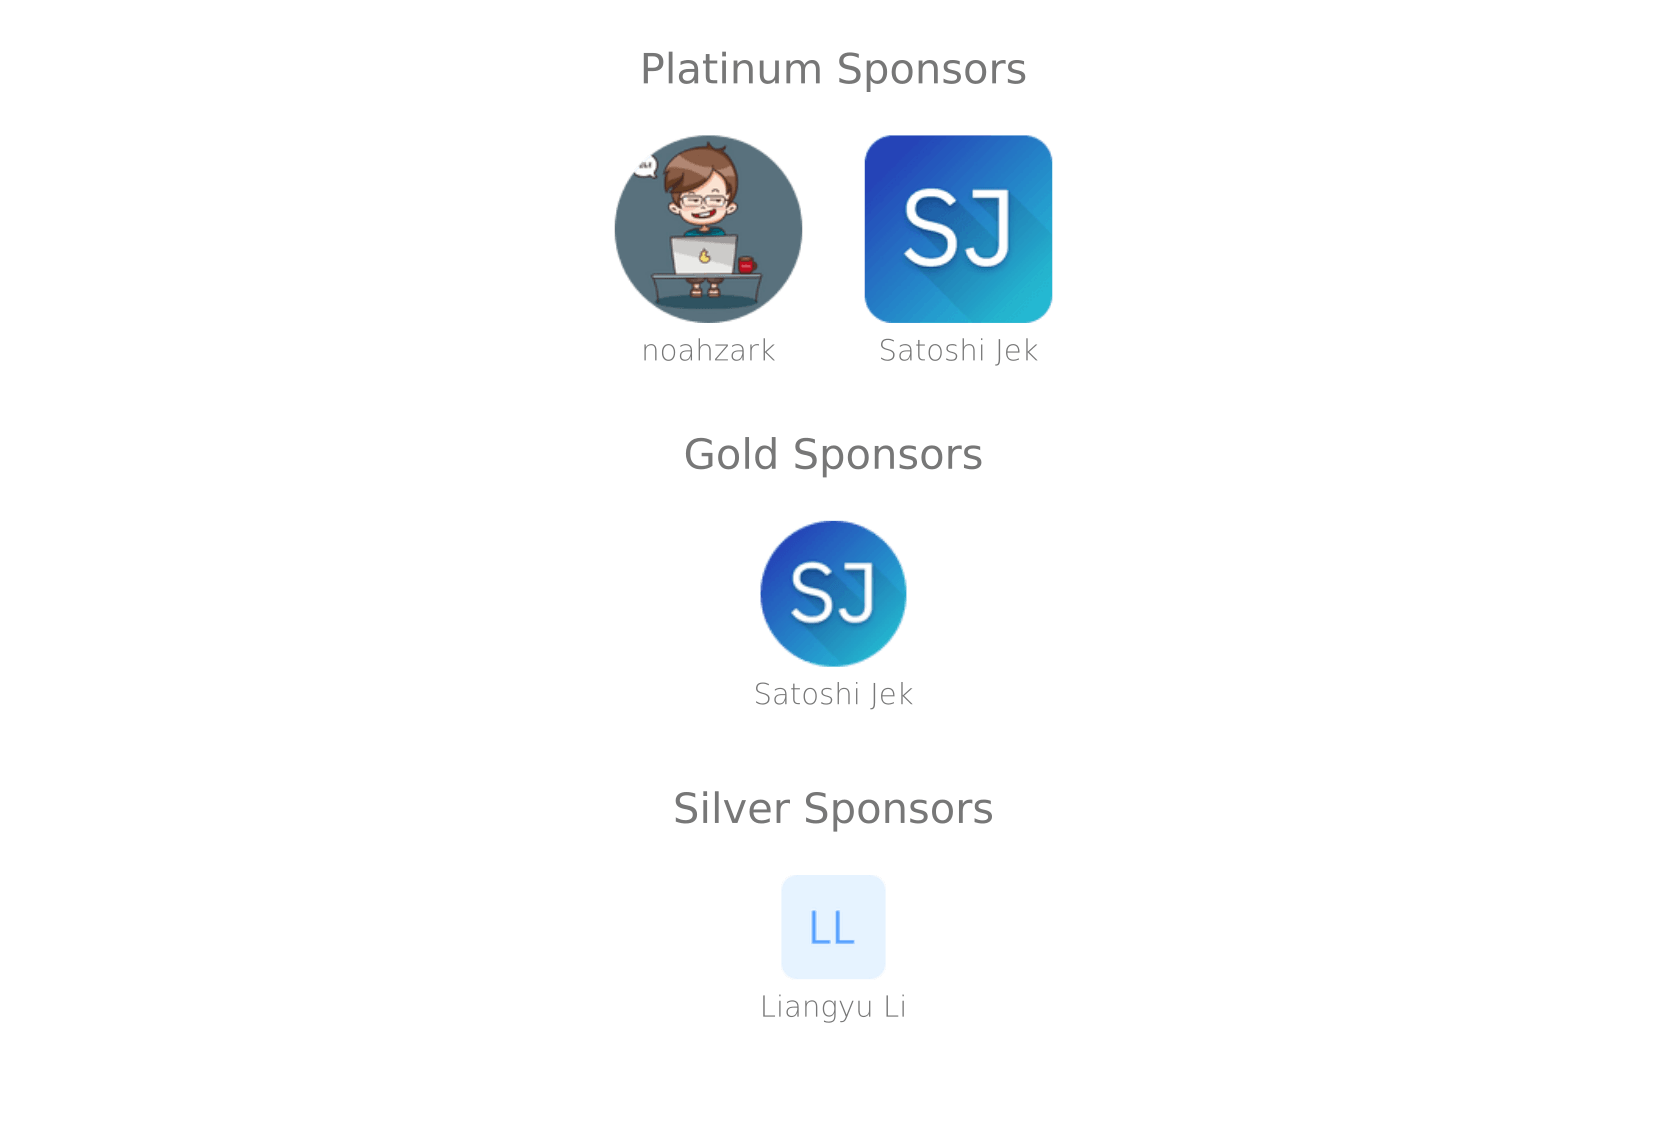 Platinum Sponsors
SJ
noahzark
Satoshi Jek
Gold Sponsors
SJ
Satoshi Jek
Silver Sponsors
LL
Liangyu Li